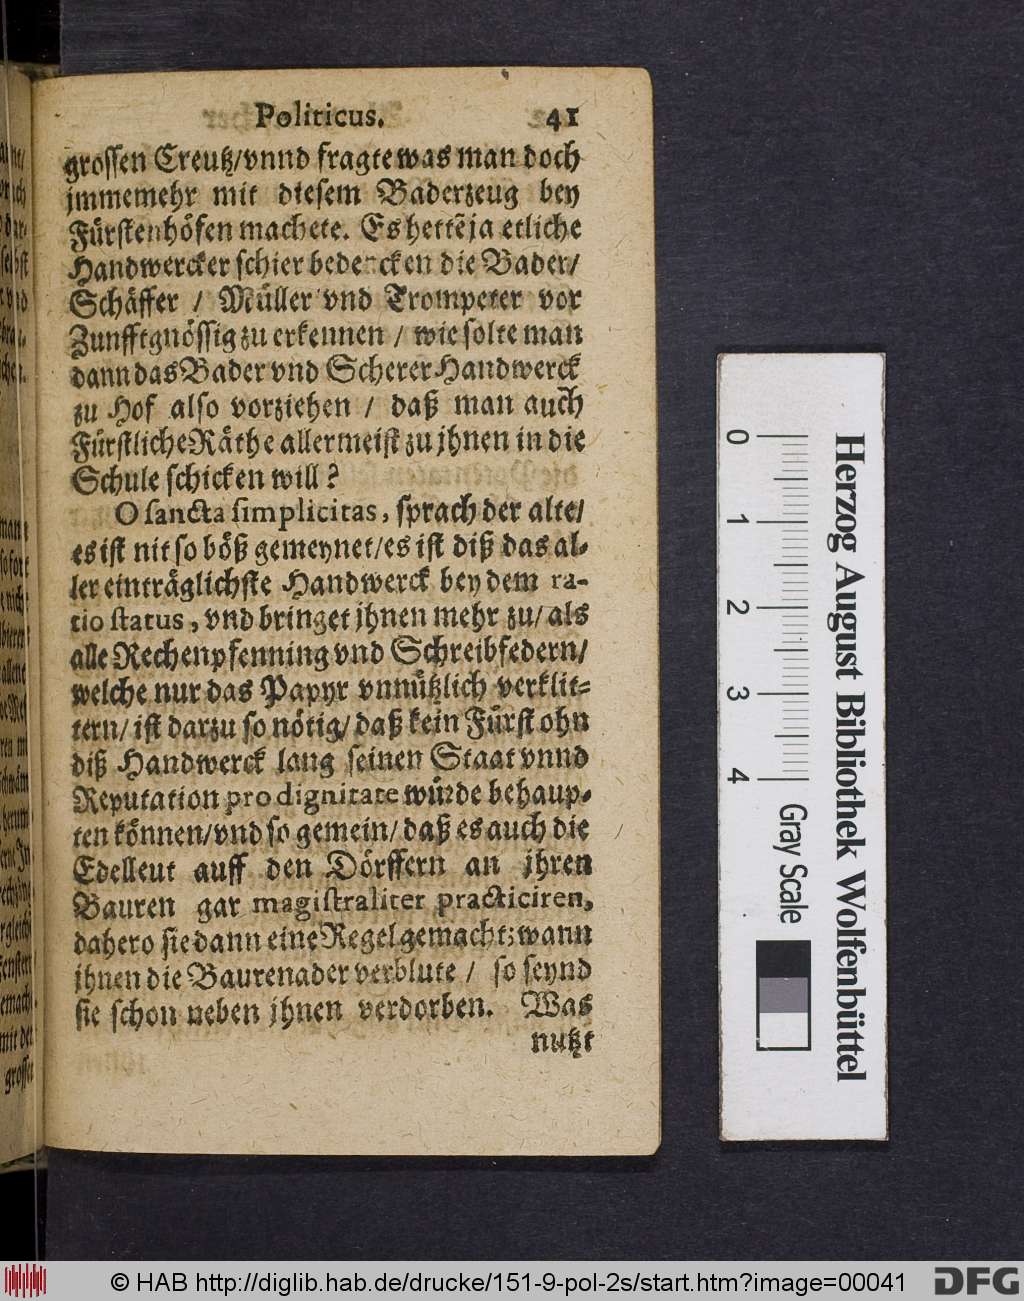 Politicus. 41
grossen Creutz/vnnd fragte was man doch
jmmemehr mit diesem Baderzeug bey
Fürstenhöfen machete. Es hettẽ ja etliche
Handwercker schier bedencken die Bader/
Schäffer / Müller vnd Trompeter vor
Zunfftgnössig zu erkennen / wie solte man
dann das Bader vnd Scherer Handwerck
zu Hof also vorziehen / daß man auch
Fürstliche Räthe allermeist zu jhnen in die
Schule schicken will?
O sancta simplicitas, sprach der alte/
es ist nit so böß gemeynet/es ist diß das al-
ler einträglichste Handwerck bey dem ra-
tio status, vnd bringet jhnen mehr zu/ als
alle Rechenpfenning vnd Schreibfedern/
welche nur das Papyr vnnützlich verklit-
tern/ ist darzu so nötig/ daß kein Fürst ohn
diß Handwerck lang seinen Staat vnnd
Reputation pro dignitate würde behaup-
ten können/vnd so gemein/ daß es auch die
Edelleut auff den Dörffern an jhren
Bauren gar magistraliter practiciren,
dahero sie dann eine Regel gemacht; wann
jhnen die Baurenader verblute / so seynd
sie schon neben jhnen verdorben. Was
nutzt
Herzog August Bibliothek Wolfenbüttel
0 1 2 3 4
Gray Scale
© HAB http://diglib.hab.de/drucke/151-9-pol-2s/start.htm?image=00041
DFG